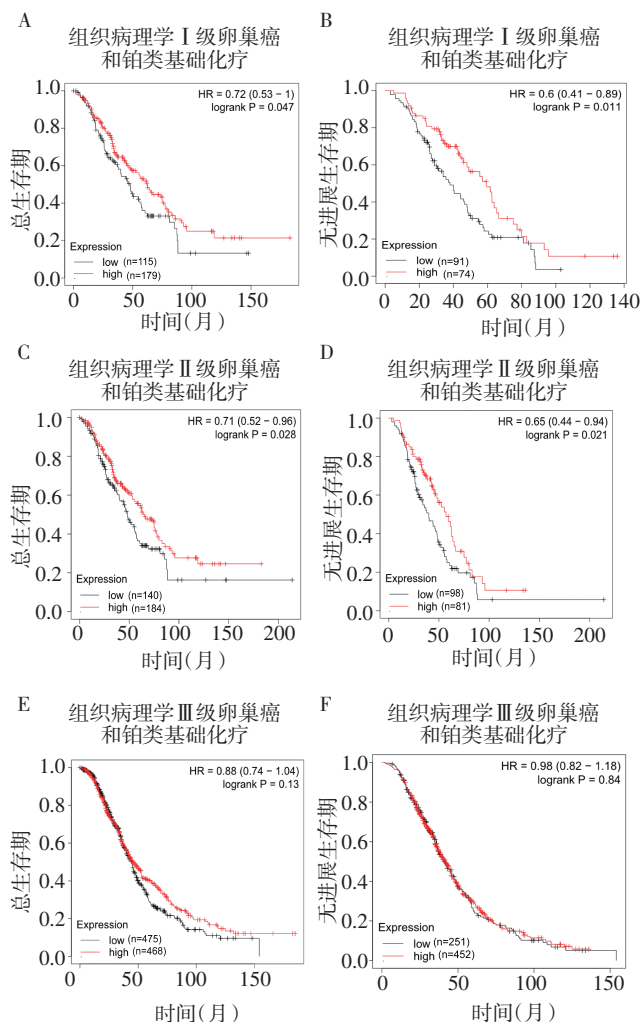 A
组织病理学Ⅰ级卵巢癌
和铂类基础化疗
HR = 0.72 (0.53 − 1)
logrank P = 0.047
总生存期
1.0
0.8
0.6
0.4
0.2
0.0
Expression
low (n=115)
high (n=179)
0 50 100 150
时间(月)
B
组织病理学Ⅰ级卵巢癌
和铂类基础化疗
HR = 0.6 (0.41 − 0.89)
logrank P = 0.011
无进展生存期
1.0
0.8
0.6
0.4
0.2
0.0
Expression
low (n=91)
high (n=74)
0 20 40 60 80 100 120 140
时间(月)
C
组织病理学Ⅱ级卵巢癌
和铂类基础化疗
HR = 0.71 (0.52 − 0.96)
logrank P = 0.028
总生存期
1.0
0.8
0.6
0.4
0.2
0.0
Expression
low (n=140)
high (n=184)
0 50 100 150 200
时间(月)
D
组织病理学Ⅱ级卵巢癌
和铂类基础化疗
HR = 0.65 (0.44 − 0.94)
logrank P = 0.021
无进展生存期
1.0
0.8
0.6
0.4
0.2
0.0
Expression
low (n=98)
high (n=81)
0 50 100 150 200
时间(月)
E
组织病理学Ⅲ级卵巢癌
和铂类基础化疗
HR = 0.88 (0.74 − 1.04)
logrank P = 0.13
总生存期
1.0
0.8
0.6
0.4
0.2
0.0
Expression
low (n=475)
high (n=468)
0 50 100 150
时间(月)
F
组织病理学Ⅲ级卵巢癌
和铂类基础化疗
HR = 0.98 (0.82 − 1.18)
logrank P = 0.84
无进展生存期
1.0
0.8
0.6
0.4
0.2
0.0
Expression
low (n=251)
high (n=452)
0 50 100 150
时间(月)